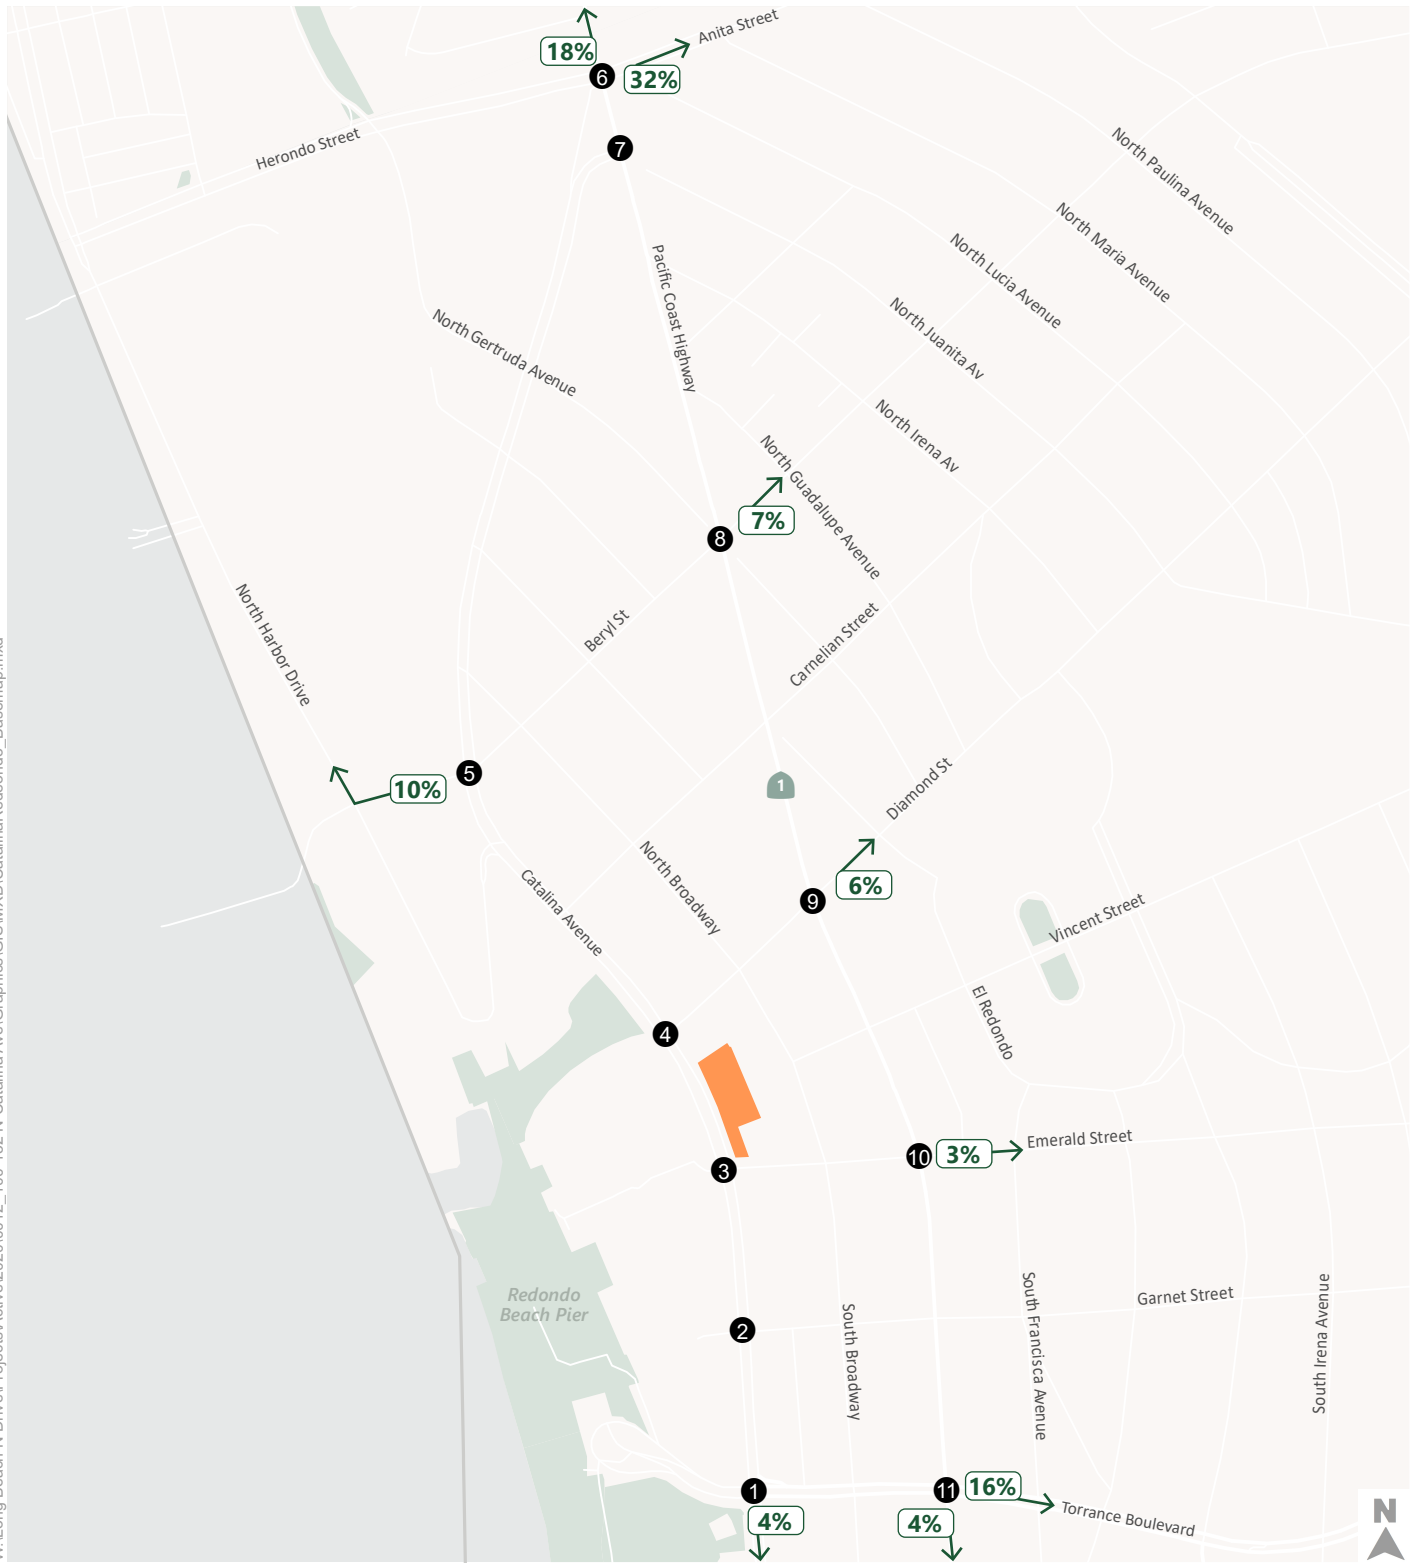 18%
Anita Street
6
32%
Herondo Street
7
North Paulina Avenue
North Maria Avenue
North Lucia Avenue
Pacific Coast Highway
North Juanita Av
North Gertruda Avenue
North Irena Av
North Guadalupe Avenue
7%
8
North Harbor Drive
Beryl St
Carnelian Street
5
10%
1
Diamond St
North Broadway
Catalina Avenue
6%
9
Vincent Street
El Redondo
4
Emerald Street
10
3%
3
Redondo
Beach Pier
Garnet Street
South Francisca Avenue
South Irena Avenue
South Broadway
2
1
11
16%
4%
4%
Torrance Boulevard
N